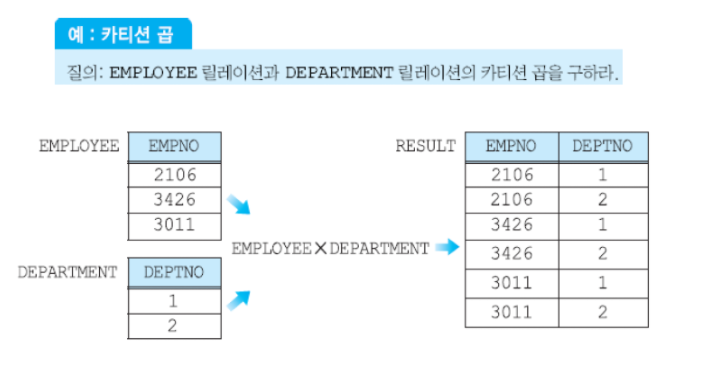 예 : 카티션 곱
질의: EMPLOYEE 릴레이션과 DEPARTMENT 릴레이션의 카티션 곱을 구하라.
EMPLOYEE
EMPNO
2106
3426
3011
DEPARTMENT
DEPTNO
1
2
EMPLOYEE X DEPARTMENT
RESULT
EMPNO DEPTNO
2106 1
2106 2
3426 1
3426 2
3011 1
3011 2